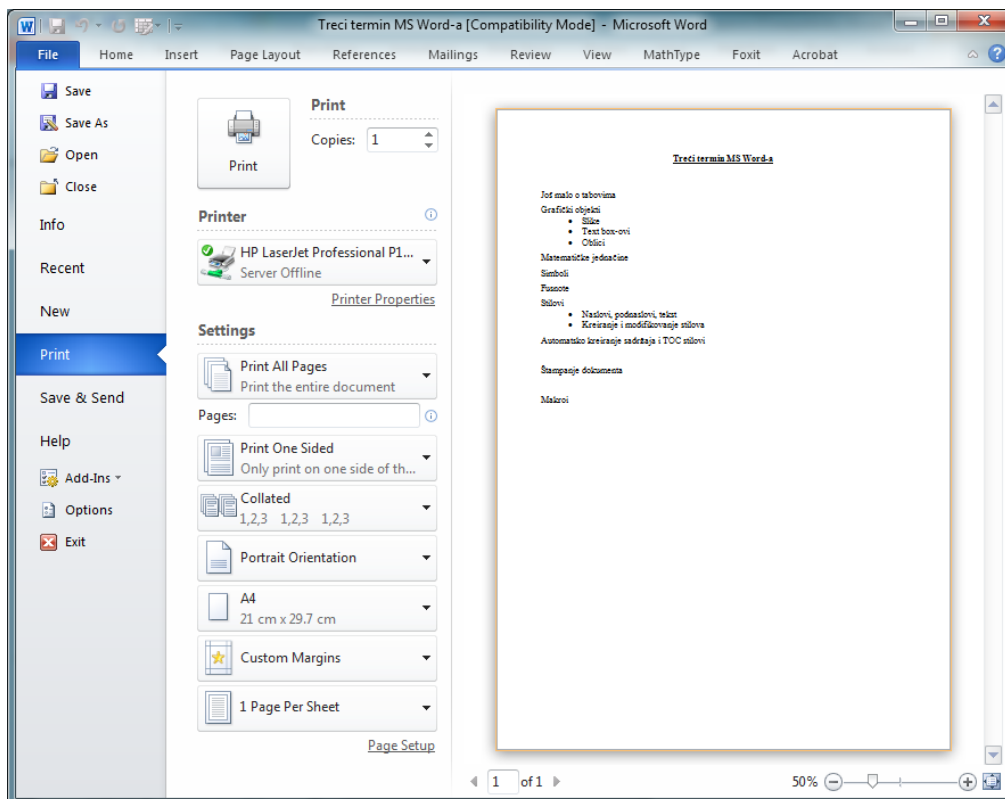 Treci termin MS Word-a [Compatibility Mode] - Microsoft Word
File Home Insert Page Layout References Mailings Review View MathType Foxit Acrobat
Save
Save As
Open
Close
Info
Recent
New
Print
Save & Send
Help
Add-Ins
Options
Exit
Print
Print
Copies: 1
Printer
HP LaserJet Professional P1...
Server Offline
Printer Properties
Settings
Print All Pages
Print the entire document
Pages:
Print One Sided
Only print on one side of th...
Collated
1,2,3 1,2,3 1,2,3
Portrait Orientation
A4
21 cm x 29.7 cm
Custom Margins
1 Page Per Sheet
Page Setup
Treći termin MS Word-a
Još malo o tabovima
Grafički objekti
• Slike
• Text box-ovi
• Oblici
Matematičke jednačine
Simboli
Fusnote
Stilovi
• Naslovi, podnaslovi, tekst
• Kreiranje i modifikovanje stilova
Automatsko kreiranje sadržaja i TOC stilovi
Štampanje dokumenta
Makroi
1 of 1
50%